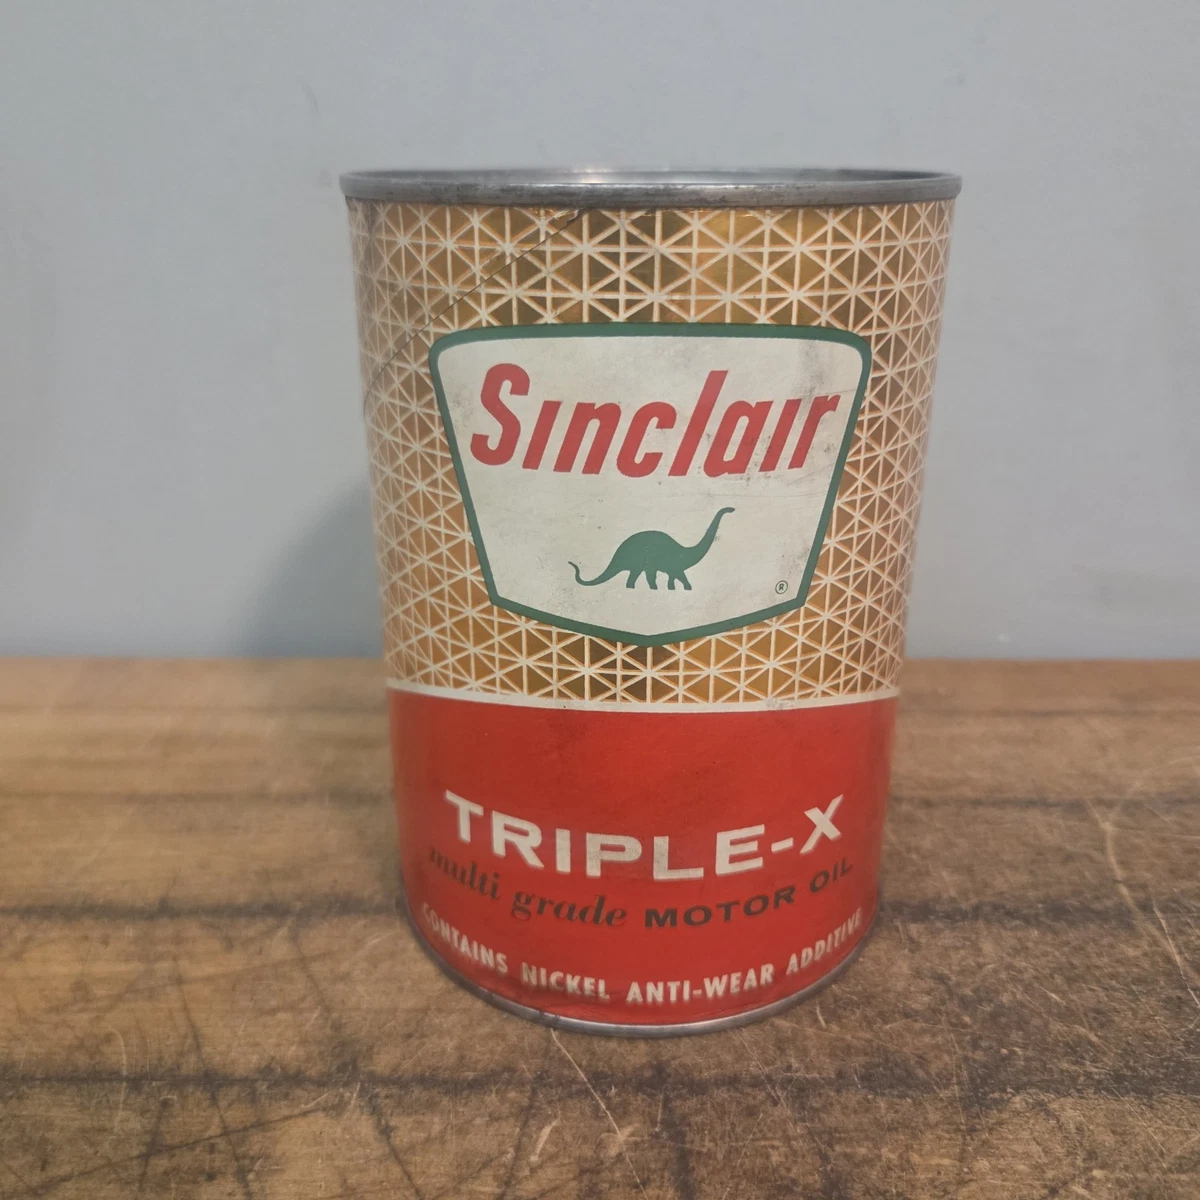 Sinclair
®
TRIPLE-X
multi grade MOTOR OIL
CONTAINS NICKEL ANTI-WEAR ADDITIVE